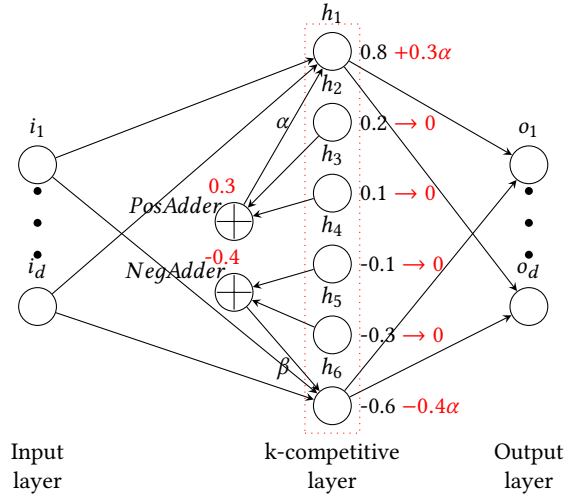 h₁
0.8 +0.3α
h₂
α
0.2 → 0
i₁
o₁
h₃
0.3
0.1 → 0
PosAdder
h₄
NegAdder
-0.4
-0.1 → 0
i_d
o_d
h₅
-0.3 → 0
β
h₆
-0.6 −0.4α
Input
layer
k-competitive
layer
Output
layer